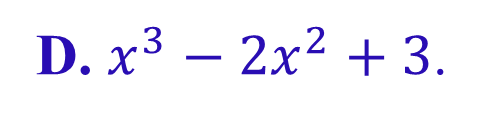 D. x³ − 2x² + 3.